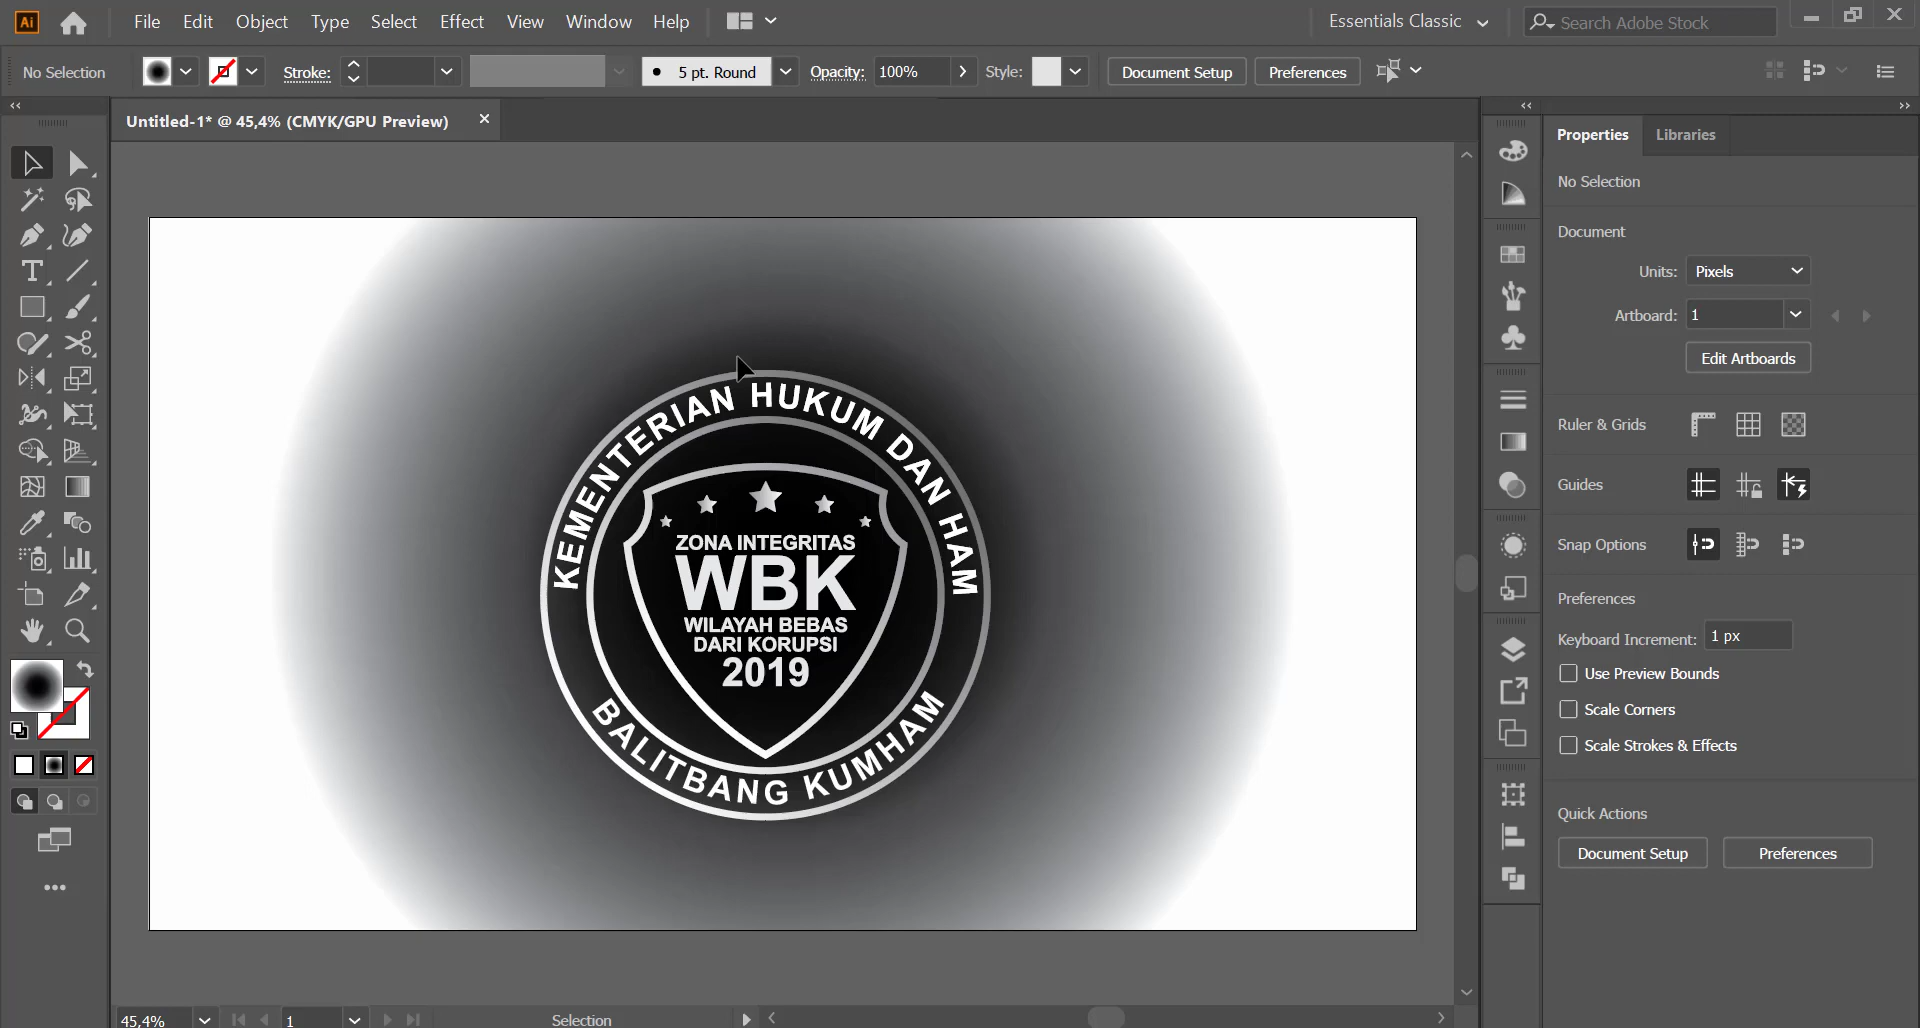 Ai
File Edit Object Type Select Effect View Window Help
Essentials Classic
Search Adobe Stock
No Selection
Stroke:
5 pt. Round
Opacity: 100%
Style:
Document Setup
Preferences
Untitled-1* @ 45,4% (CMYK/GPU Preview)
KEMENTERIAN HUKUM DAN HAM
ZONA INTEGRITAS
WBK
WILAYAH BEBAS
DARI KORUPSI
2019
BALITBANG KUMHAM
Properties Libraries
No Selection
Document
Units: Pixels
Artboard: 1
Edit Artboards
Ruler & Grids
Guides
Snap Options
Preferences
Keyboard Increment: 1 px
Use Preview Bounds
Scale Corners
Scale Strokes & Effects
Quick Actions
Document Setup Preferences
45,4% 1 Selection